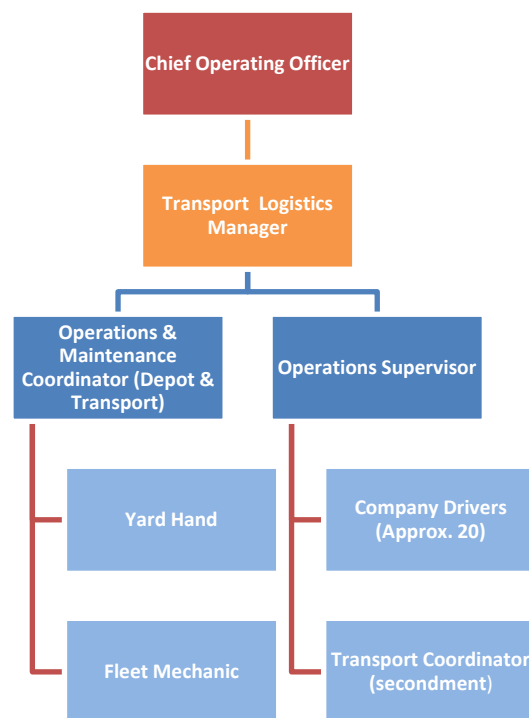 Chief Operating Officer
Transport Logistics
Manager
Operations &
Maintenance
Coordinator (Depot &
Transport)
Operations Supervisor
Yard Hand
Company Drivers
(Approx. 20)
Fleet Mechanic
Transport Coordinator
(secondment)